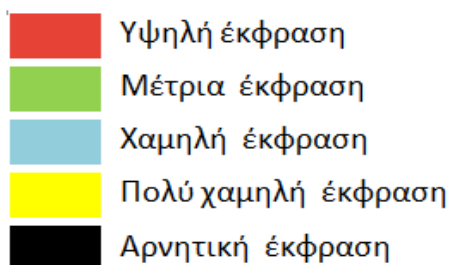 Υψηλή έκφραση
Μέτρια έκφραση
Χαμηλή έκφραση
Πολύ χαμηλή έκφραση
Αρνητική έκφραση